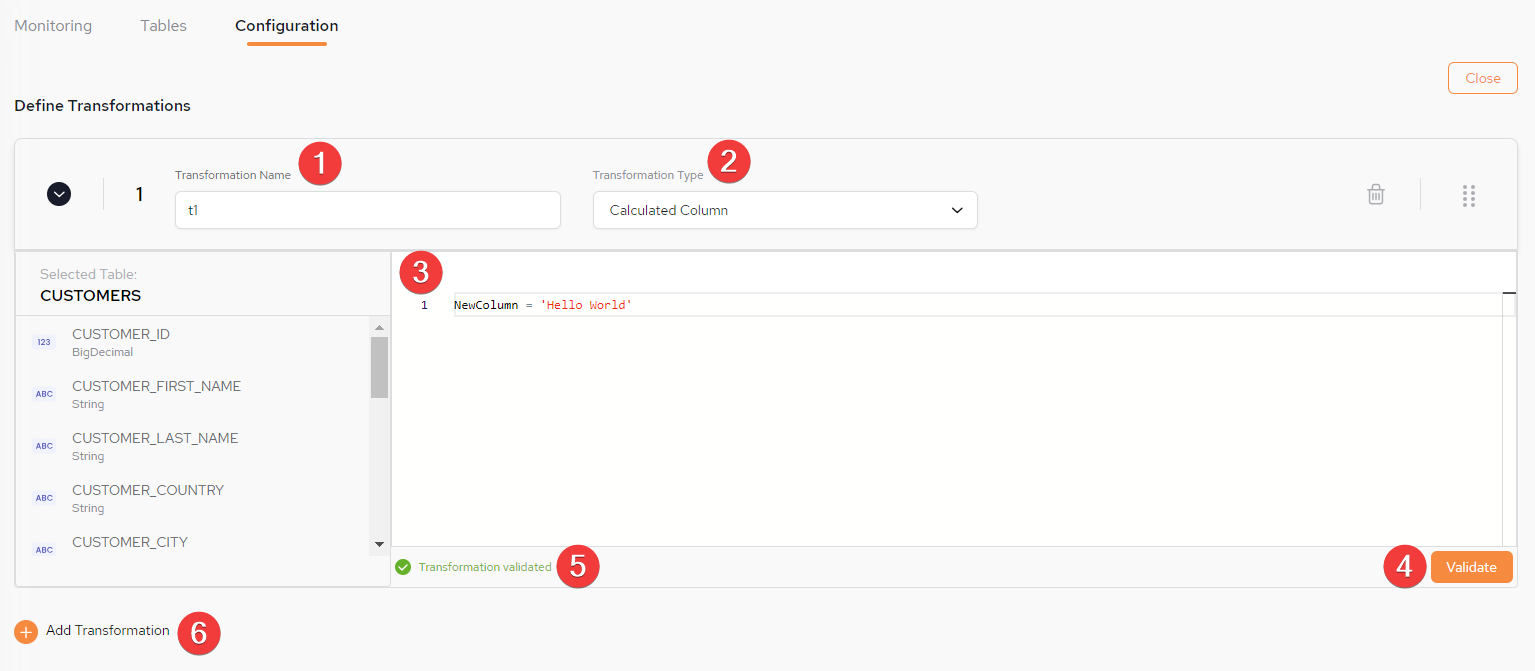 Monitoring Tables Configuration
Close
Define Transformations
1 Transformation Name 1
t1
Transformation Type 2
Calculated Column
Selected Table:
CUSTOMERS
123 CUSTOMER_ID
BigDecimal
ABC CUSTOMER_FIRST_NAME
String
ABC CUSTOMER_LAST_NAME
String
ABC CUSTOMER_COUNTRY
String
ABC CUSTOMER_CITY
3
1 NewColumn = 'Hello World'
Transformation validated 5
4 Validate
Add Transformation 6